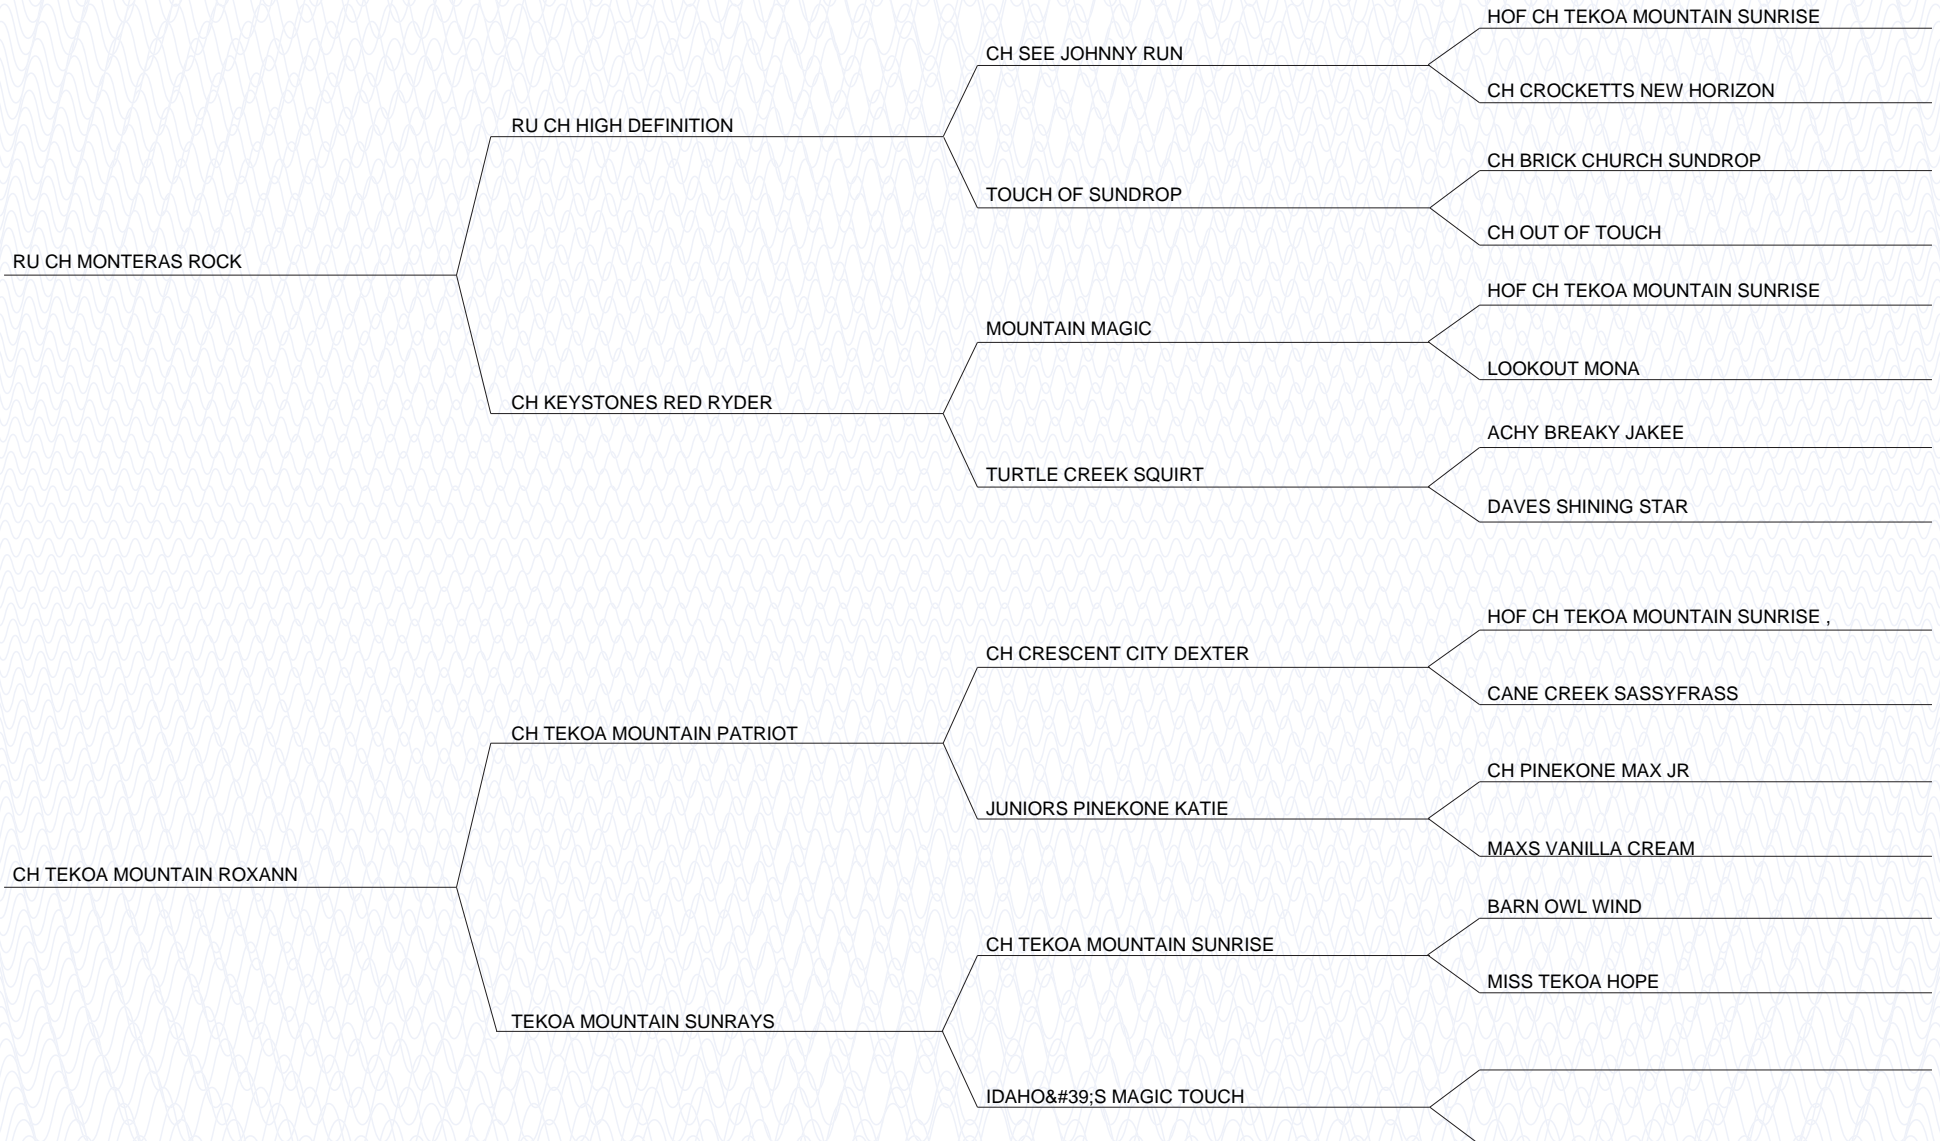 HOF CH TEKOA MOUNTAIN SUNRISE
CH SEE JOHNNY RUN
CH CROCKETTS NEW HORIZON
RU CH HIGH DEFINITION
CH BRICK CHURCH SUNDROP
TOUCH OF SUNDROP
CH OUT OF TOUCH
RU CH MONTERAS ROCK
HOF CH TEKOA MOUNTAIN SUNRISE
MOUNTAIN MAGIC
LOOKOUT MONA
CH KEYSTONES RED RYDER
ACHY BREAKY JAKEE
TURTLE CREEK SQUIRT
DAVES SHINING STAR
HOF CH TEKOA MOUNTAIN SUNRISE ,
CH CRESCENT CITY DEXTER
CANE CREEK SASSYFRASS
CH TEKOA MOUNTAIN PATRIOT
CH PINEKONE MAX JR
JUNIORS PINEKONE KATIE
MAXS VANILLA CREAM
CH TEKOA MOUNTAIN ROXANN
BARN OWL WIND
CH TEKOA MOUNTAIN SUNRISE
MISS TEKOA HOPE
TEKOA MOUNTAIN SUNRAYS
IDAHO&#39;S MAGIC TOUCH